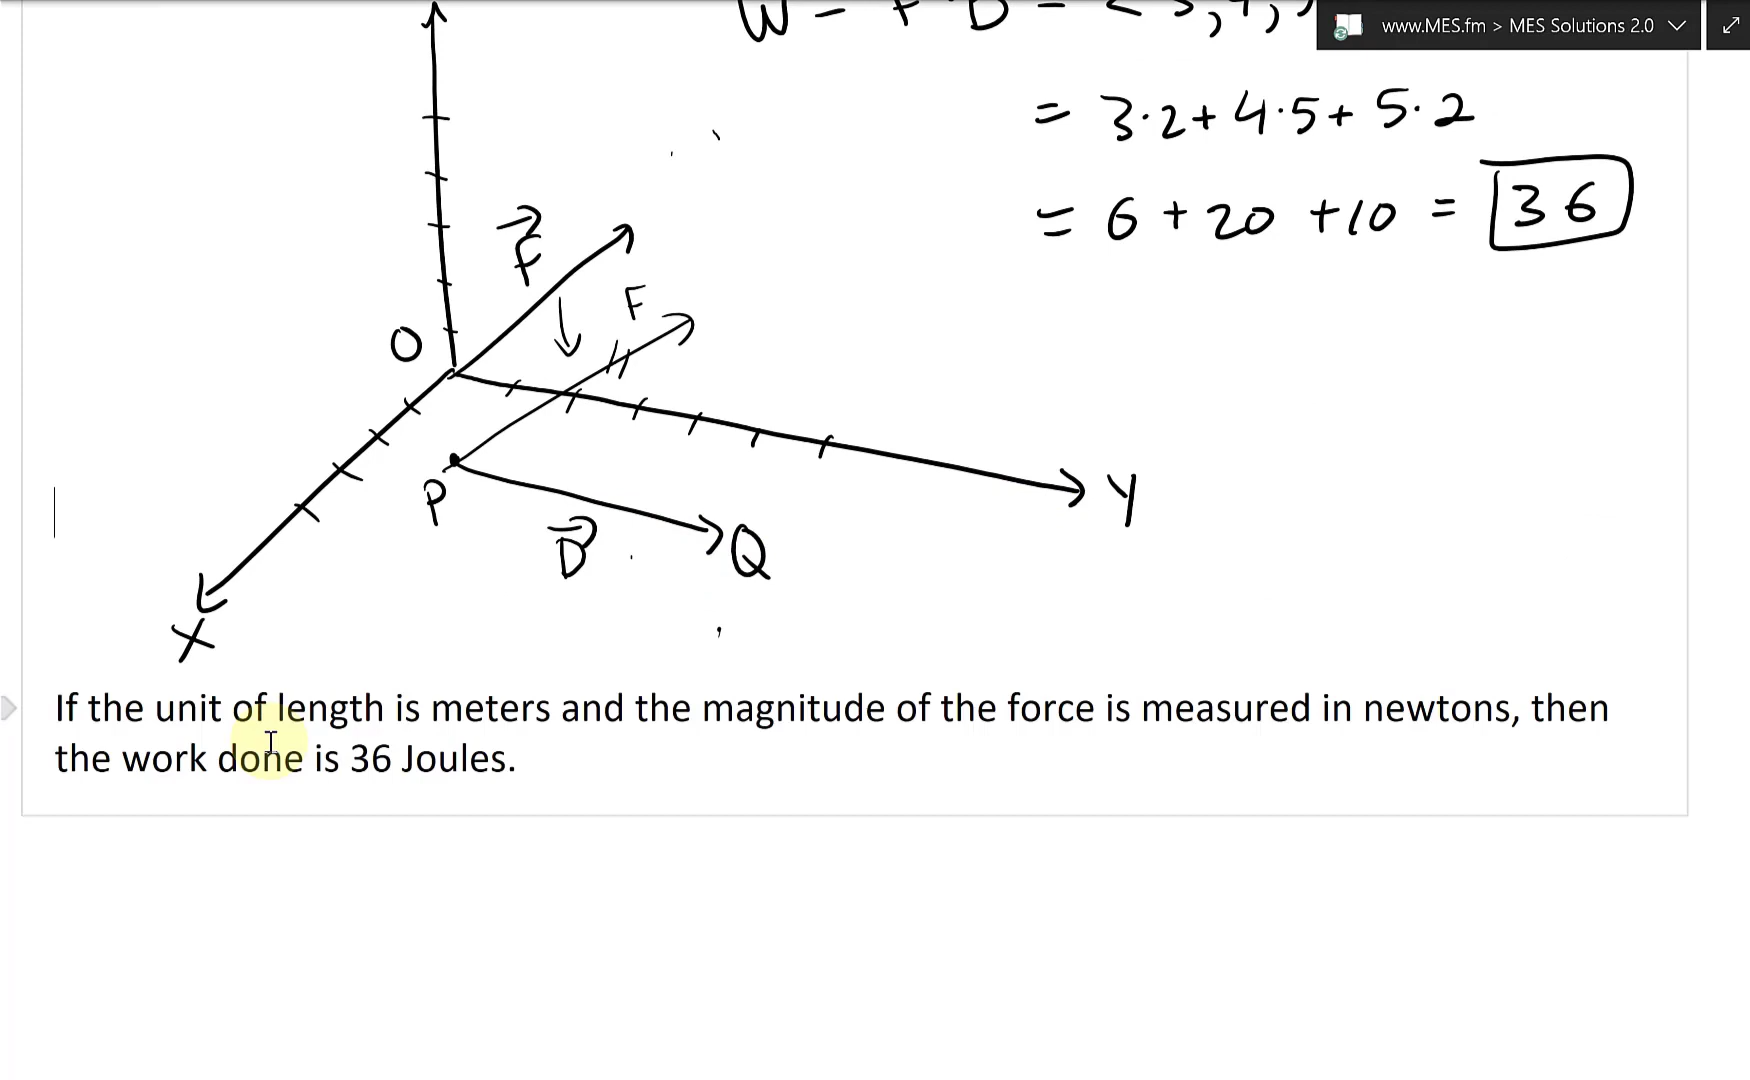 W = F · D = < 3, 4,
www.MES.fm > MES Solutions 2.0
= 3·2 + 4·5 + 5·2
= 6 + 20 + 10 = 36
F
F
O
P
D
Q
Y
X
If the unit of length is meters and the magnitude of the force is measured in newtons, then
the work done is 36 Joules.